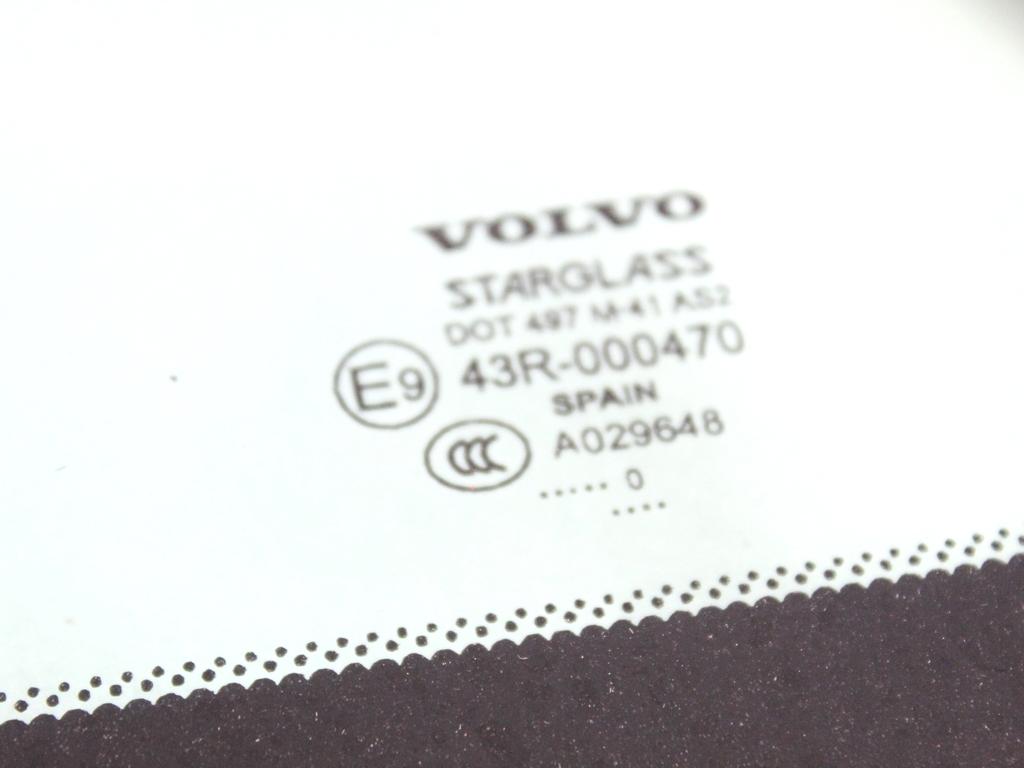 VOLVO
STARGLASS
DOT 497 M-41 AS2
E9 43R-000470
SPAIN
CCC A029648
..... 0
....